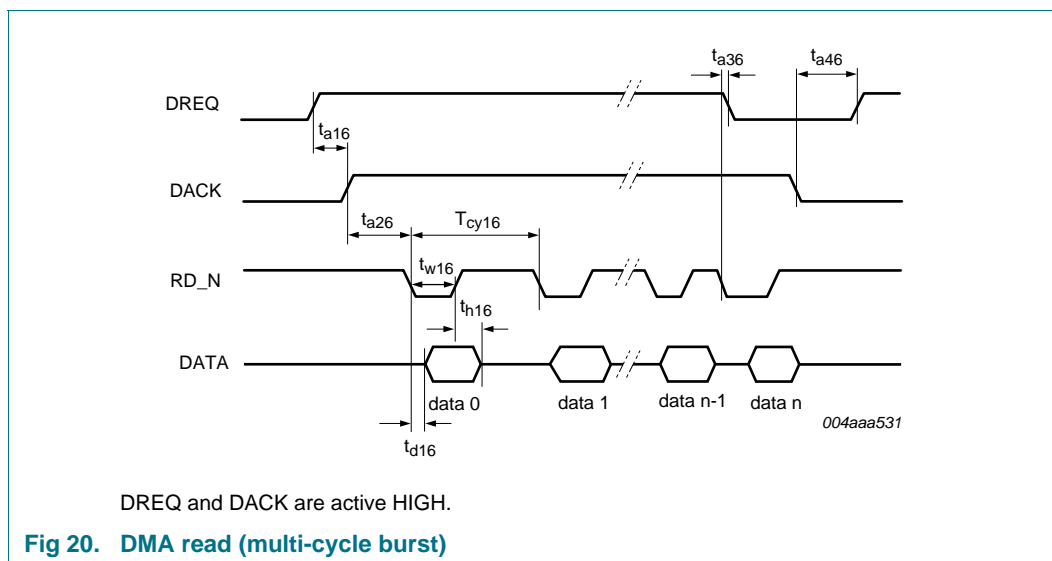 ta36
ta46
DREQ
ta16
DACK
ta26
Tcy16
tw16
RD_N
th16
DATA
data 0
data 1
data n-1
data n
004aaa531
td16
DREQ and DACK are active HIGH.
Fig 20. DMA read (multi-cycle burst)